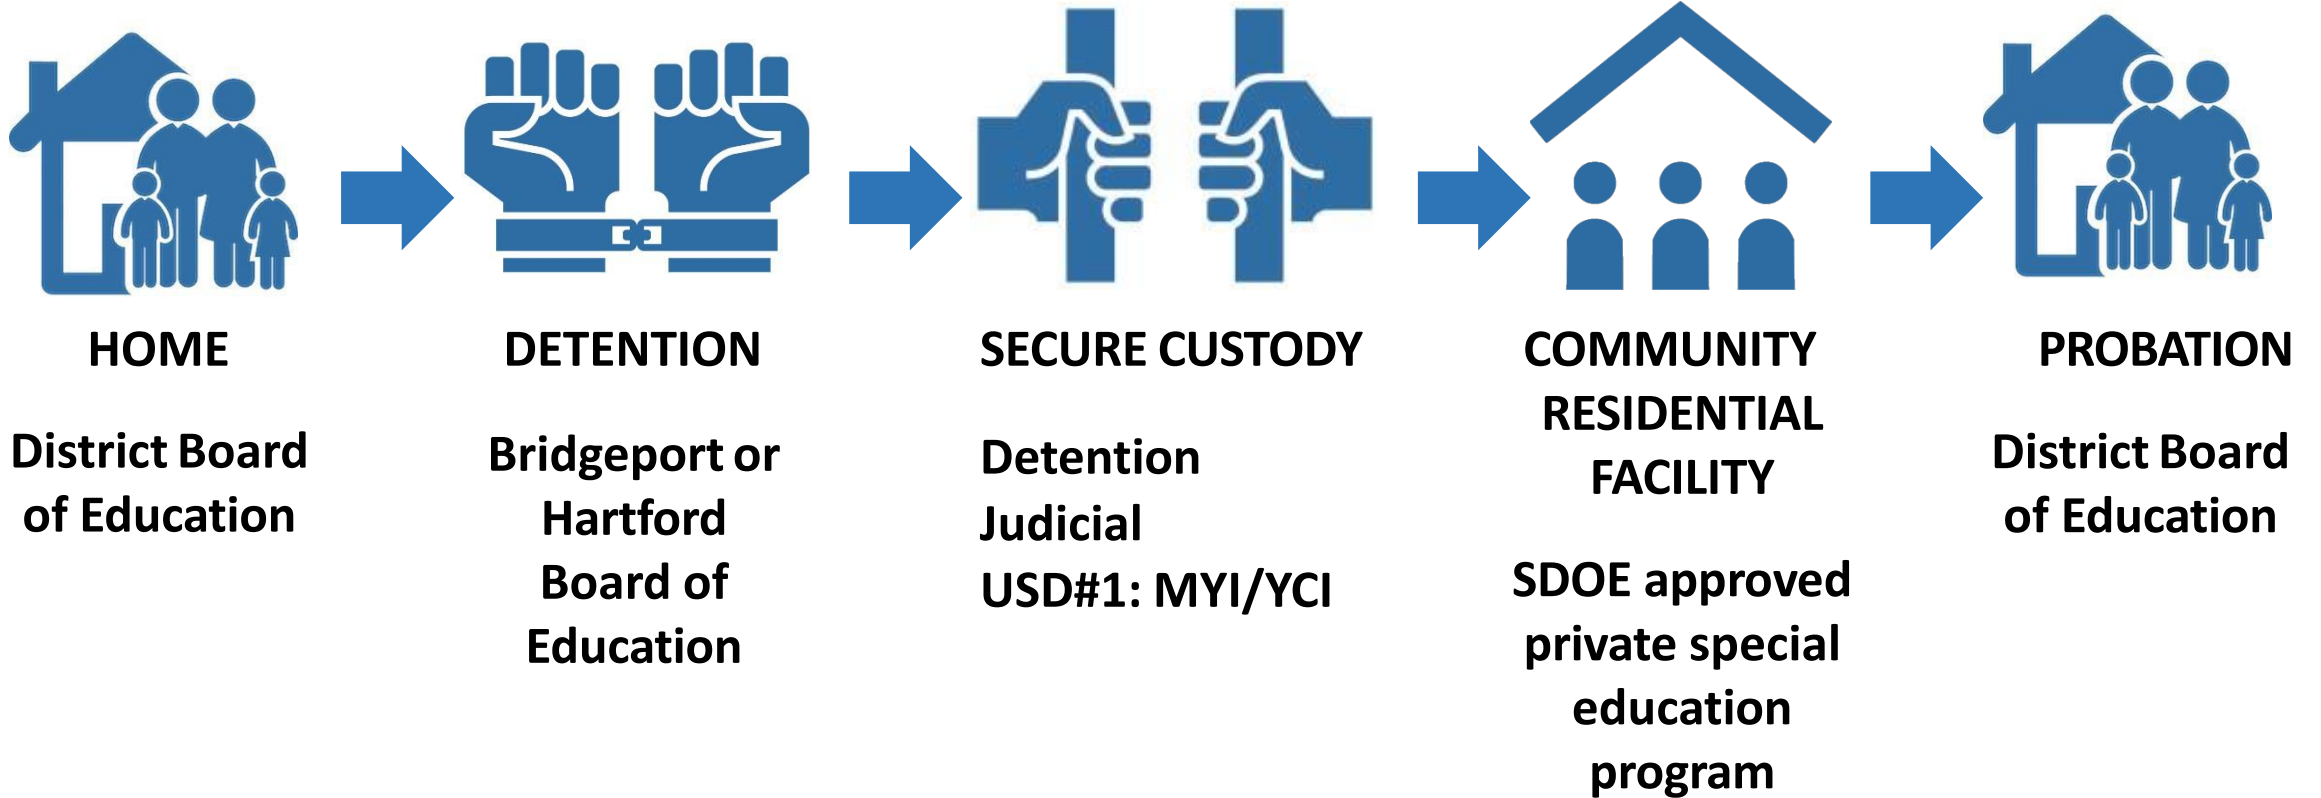 HOME
District Board
of Education
DETENTION
Bridgeport or
Hartford
Board of
Education
SECURE CUSTODY
Detention
Judicial
USD#1: MYI/YCI
COMMUNITY
RESIDENTIAL
FACILITY
SDOE approved
private special
education
program
PROBATION
District Board
of Education